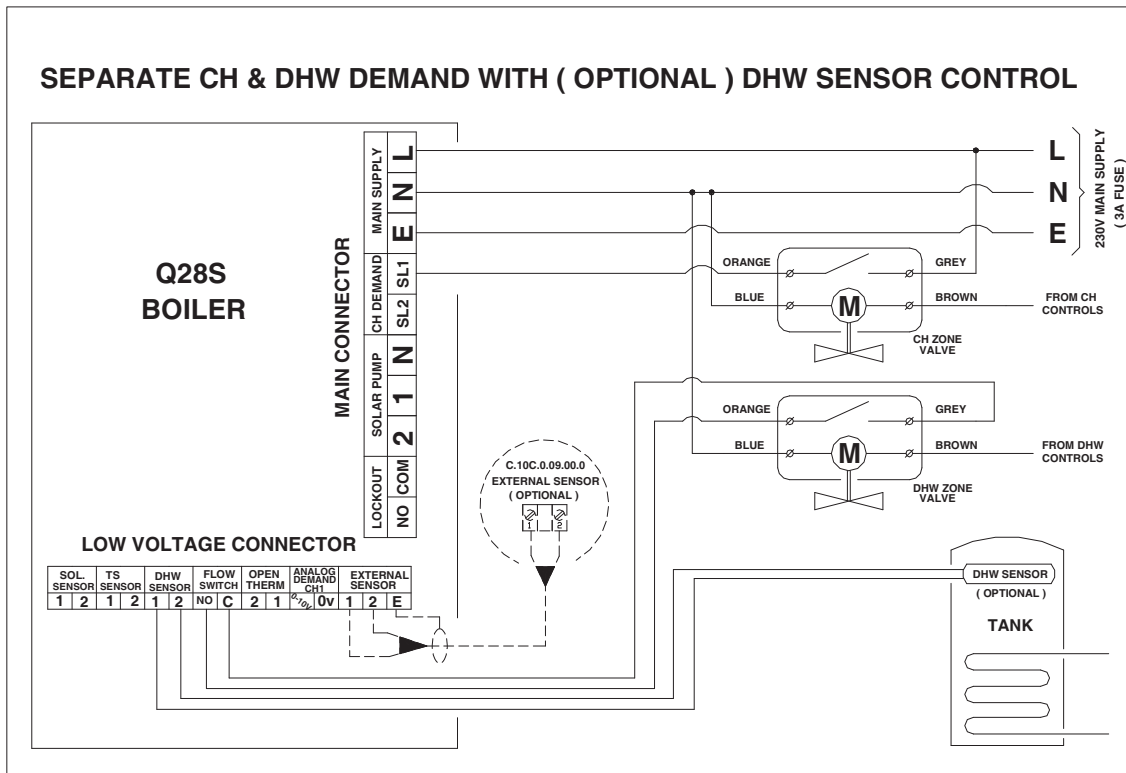 SEPARATE CH & DHW DEMAND WITH ( OPTIONAL ) DHW SENSOR CONTROL
Q28S
BOILER
MAIN CONNECTOR
MAIN SUPPLY
L
N
E
CH DEMAND
SL1
SL2
SOLAR PUMP
N
1
2
LOCKOUT
COM
NO
L
N
E
230V MAIN SUPPLY
( 3A FUSE )
ORANGE
GREY
BLUE
M
BROWN
FROM CH
CONTROLS
CH ZONE
VALVE
ORANGE
GREY
BLUE
M
BROWN
FROM DHW
CONTROLS
DHW ZONE
VALVE
C.10C.0.09.00.0
EXTERNAL SENSOR
( OPTIONAL )
1
2
LOW VOLTAGE CONNECTOR
SOL.
SENSOR
TS
SENSOR
DHW
SENSOR
FLOW
SWITCH
OPEN
THERM
ANALOG
DEMAND
CH1
EXTERNAL
SENSOR
1 2 1 2 1 2 NO C 2 1 0-10V 0v 1 2 E
DHW SENSOR
( OPTIONAL )
TANK